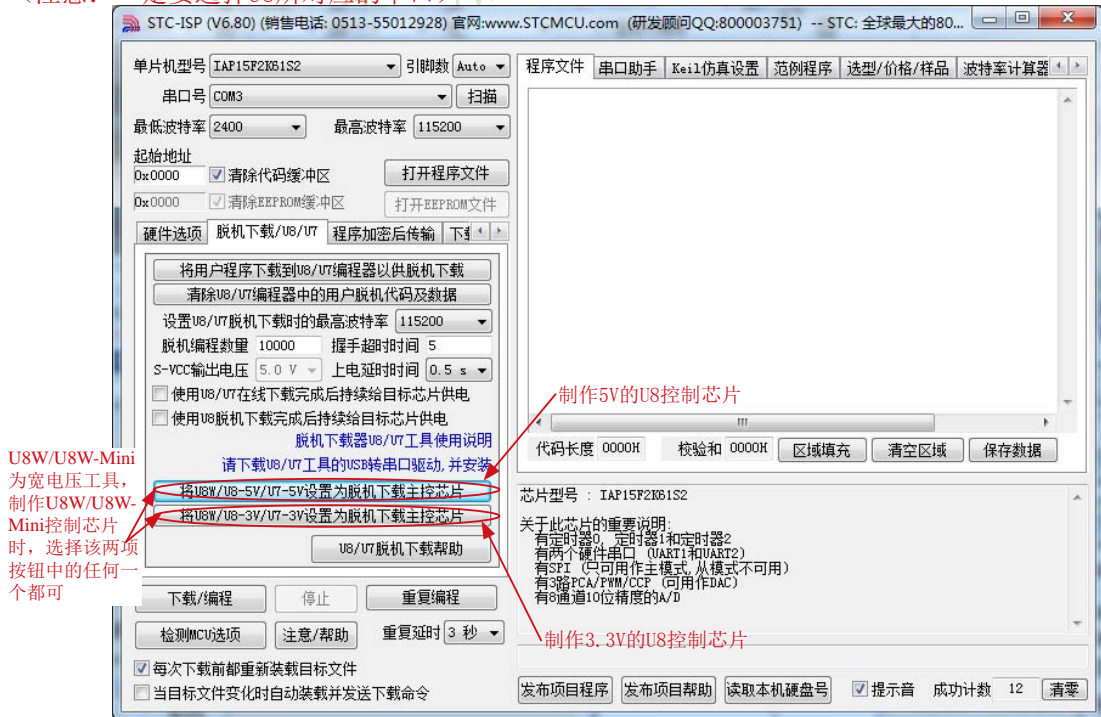 STC-ISP (V6.80) (销售电话: 0513-55012928) 官网:www.STCMCU.com (研发顾问QQ:800003751) -- STC: 全球最大的80...
单片机型号 IAP15F2K61S2 引脚数 Auto
串口号 COM3 扫描
最低波特率 2400 最高波特率 115200
起始地址
0x0000 清除代码缓冲区 打开程序文件
0x0000 清除EEPROM缓冲区 打开EEPROM文件
硬件选项 脱机下载/U8/U7 程序加密后传输
将用户程序下载到U8/U7编程器以供脱机下载
清除U8/U7编程器中的用户脱机代码及数据
设置U8/U7脱机下载时的最高波特率 115200
脱机编程数量 10000 握手超时时间 5
S-VCC输出电压 5.0 V 上电延时时间 0.5 s
使用U8/U7在线下载完成后持续给目标芯片供电
使用U8脱机下载完成后持续给目标芯片供电
脱机下载器U8/U7工具使用说明
请下载U8/U7工具的USB转串口驱动,并安装
将U8W/U8-5V/U7-5V设置为脱机下载主控芯片
将U8W/U8-3V/U7-3V设置为脱机下载主控芯片
U8/U7脱机下载帮助
U8W/U8W-Mini
为宽电压工具，
制作U8W/U8W-
Mini控制芯片
时，选择该两项
按钮中的任何一
个都可
下载/编程 停止 重复编程
检测MCU选项 注意/帮助 重复延时 3 秒
每次下载前都重新装载目标文件
当目标文件变化时自动装载并发送下载命令
程序文件 串口助手 Keil仿真设置 范例程序 选型/价格/样品 波特率计算器
制作5V的U8控制芯片
代码长度 0000H 校验和 0000H 区域填充 清空区域 保存数据
芯片型号 : IAP15F2K61S2
关于此芯片的重要说明:
有定时器0, 定时器1和定时器2
有两个硬件串口 (UART1和UART2)
有SPI (只可用作主模式,从模式不可用)
有3路PCA/PWM/CCP (可用作DAC)
有8通道10位精度的A/D
制作3.3V的U8控制芯片
发布项目程序 发布项目帮助 读取本机硬盘号 提示音 成功计数 12 清零